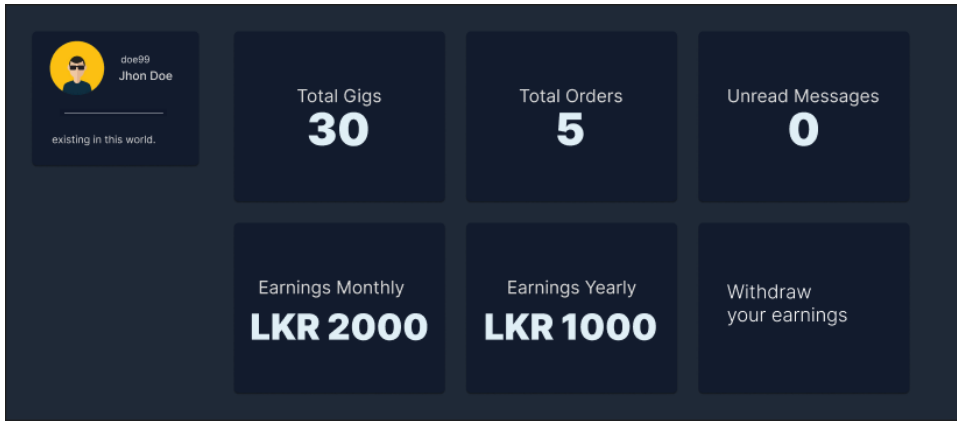 doe99
Jhon Doe
existing in this world.
Total Gigs
30
Total Orders
5
Unread Messages
0
Earnings Monthly
LKR 2000
Earnings Yearly
LKR 1000
Withdraw
your earnings